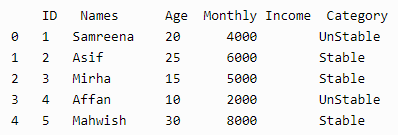 ID Names Age Monthly Income Category
0 1 Samreena 20 4000 UnStable
1 2 Asif 25 6000 Stable
2 3 Mirha 15 5000 Stable
3 4 Affan 10 2000 UnStable
4 5 Mahwish 30 8000 Stable